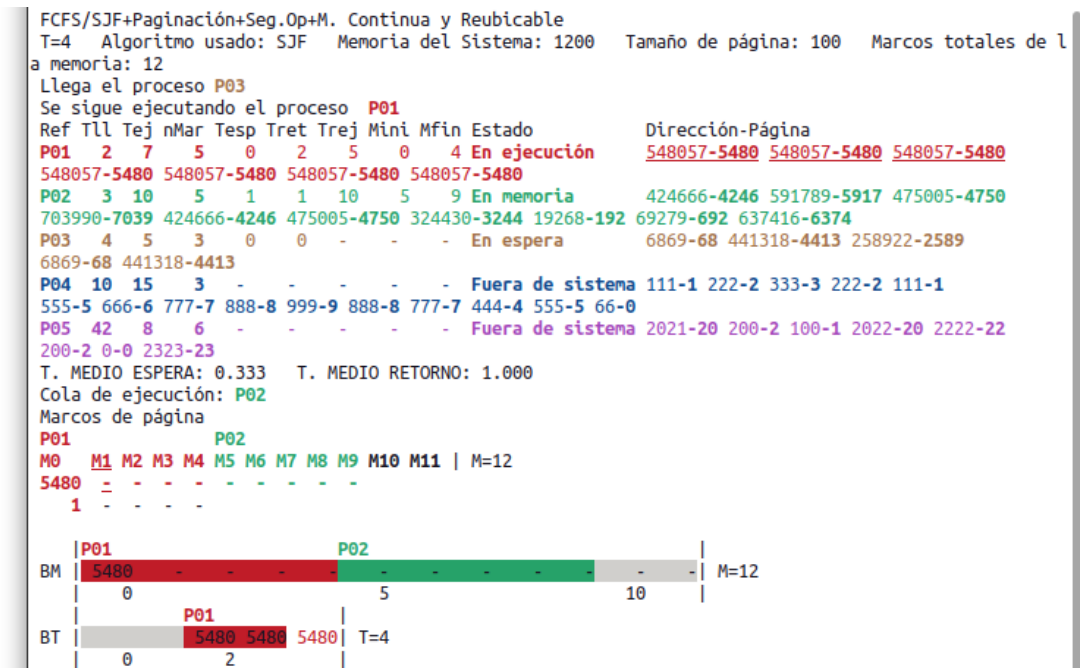 FCFS/SJF+Paginación+Seg.Op+M. Continua y Reubicable
T=4   Algoritmo usado: SJF   Memoria del Sistema: 1200   Tamaño de página: 100   Marcos totales de l
a memoria: 12
Llega el proceso P03
Se sigue ejecutando el proceso  P01
Ref Tll Tej nMar Tesp Tret Trej Mini Mfin Estado           Dirección-Página
P01   2   7    5    0    2    5    0    4 En ejecución     548057-5480 548057-5480 548057-5480
548057-5480 548057-5480 548057-5480 548057-5480
P02   3  10    5    1    1   10    5    9 En memoria       424666-4246 591789-5917 475005-4750
703990-7039 424666-4246 475005-4750 324430-3244 19268-192 69279-692 637416-6374
P03   4   5    3    0    0    -    -    - En espera        6869-68 441318-4413 258922-2589
6869-68 441318-4413
P04  10  15    3    -    -    -    -    - Fuera de sistema 111-1 222-2 333-3 222-2 111-1
555-5 666-6 777-7 888-8 999-9 888-8 777-7 444-4 555-5 66-0
P05  42   8    6    -    -    -    -    - Fuera de sistema 2021-20 200-2 100-1 2022-20 2222-22
200-2 0-0 2323-23
T. MEDIO ESPERA: 0.333   T. MEDIO RETORNO: 1.000
Cola de ejecución: P02
Marcos de página
P01              P02
M0   M1 M2 M3 M4 M5 M6 M7 M8 M9 M10 M11 | M=12
5480  -  -  -  -  -  -  -  -  -
1  -  -  -  -
|P01                      P02                                |
BM | 5480    -    -    -    -    -    -    -    -    -    -    -| M=12
|    0                        5                        10    |
|          P01            |
BT |           5480 5480 5480| T=4
|    0         2          |